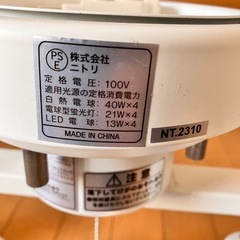 PS
E
株式会社
ニトリ
定格電圧：100V
適用光源の定格消費電力
白熱電球：40W×4
電球型蛍光灯：21W×4
LED電球：13W×4
MADE IN CHINA
NT.2310
注意